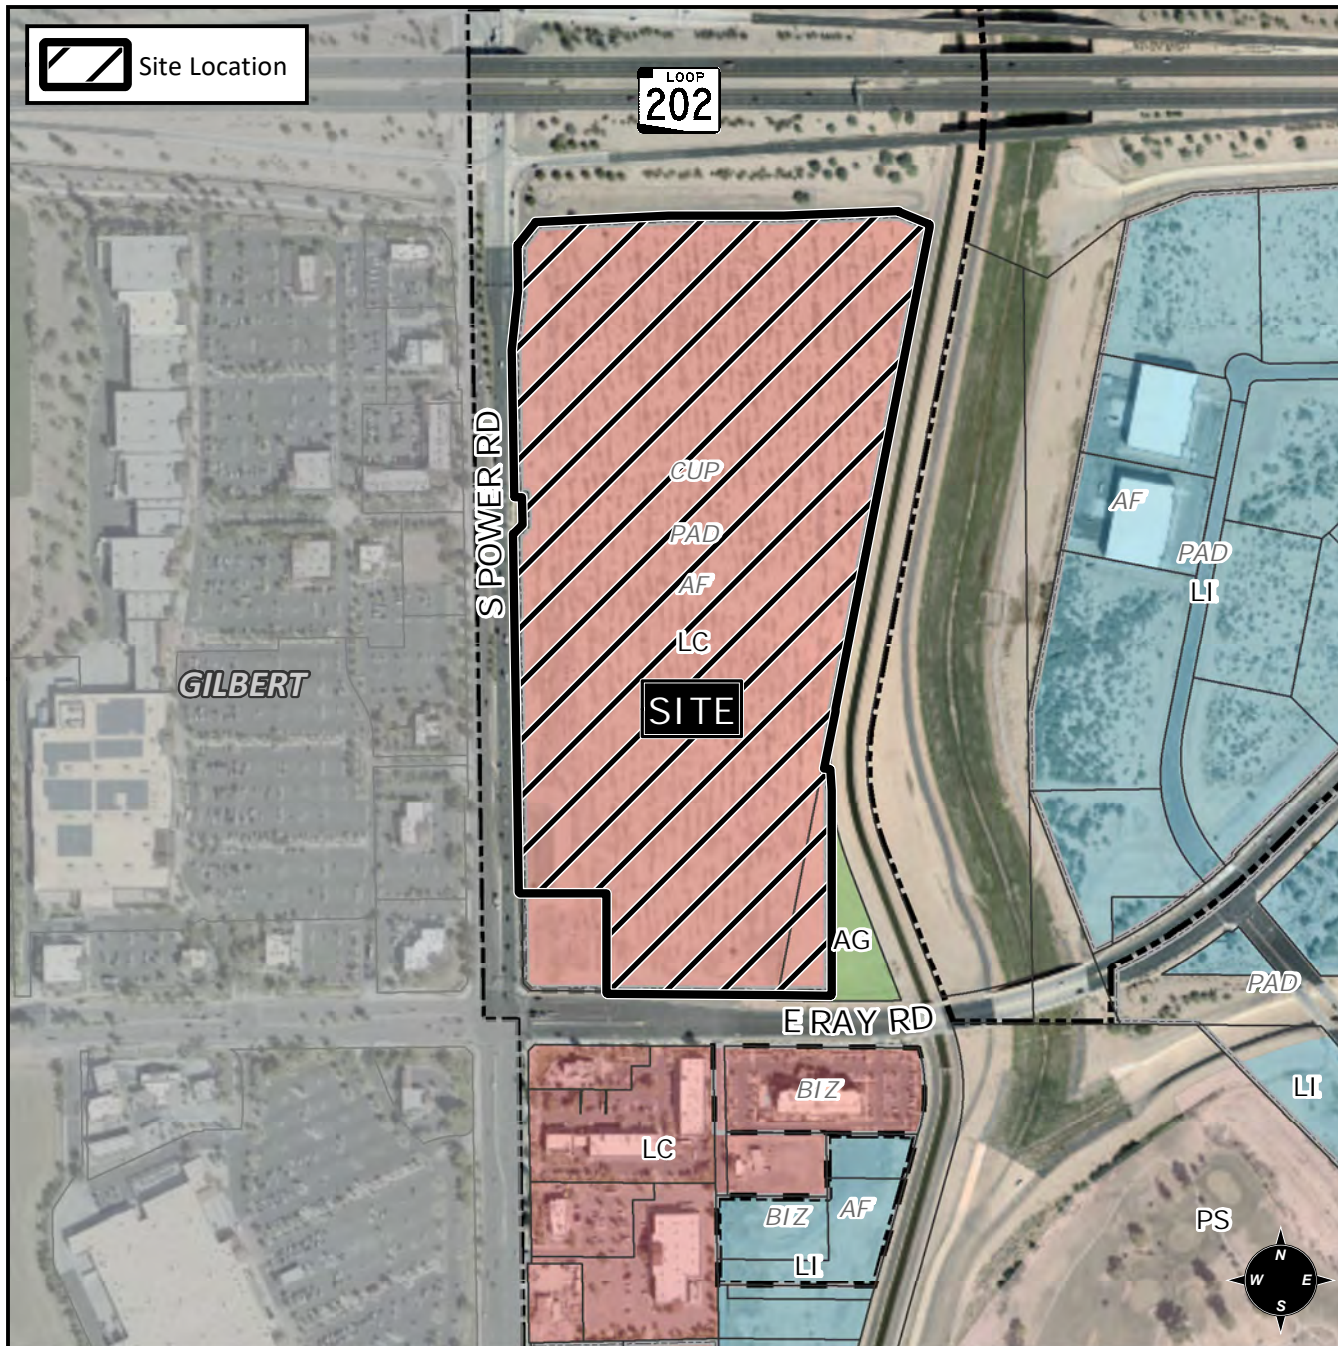 Site Location
LOOP
202
S POWER RD
CUP
PAD
AF
LC
SITE
GILBERT
AF
PAD
LI
AG
E RAY RD
PAD
BIZ
LI
LC
BIZ
AF
LI
PS
N
W E
S